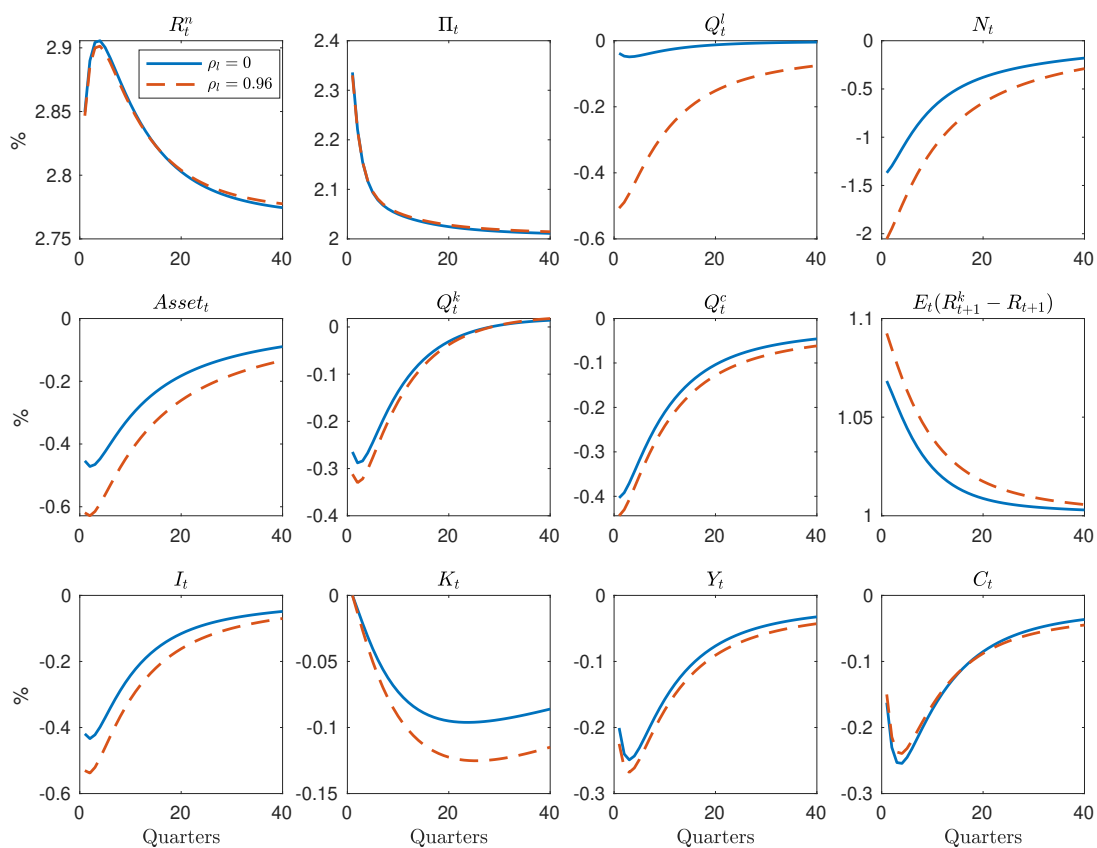 $R_t^n$ $\Pi_t$ $Q_t^l$ $N_t$
2.9 2.4 0 0
$\rho_l = 0$
$\rho_l = 0.96$
2.85 2.3 -0.2 -0.5
% 2.2 -1
2.8 2.1 -0.4 -1.5
2.75 2 -0.6 -2
0 20 40 0 20 40 0 20 40 0 20 40
$Asset_t$ $Q_t^k$ $Q_t^c$ $E_t(R_{t+1}^k - R_{t+1})$
0 0 0 1.1
-0.2 -0.1 -0.1
% -0.2 -0.2 1.05
-0.4 -0.3 -0.3
-0.6 -0.4 -0.4 1
0 20 40 0 20 40 0 20 40 0 20 40
$I_t$ $K_t$ $Y_t$ $C_t$
0 0 0 0
-0.2 -0.05 -0.1 -0.1
%
-0.4 -0.1 -0.2 -0.2
-0.6 -0.15 -0.3 -0.3
0 20 40 0 20 40 0 20 40 0 20 40
Quarters Quarters Quarters Quarters